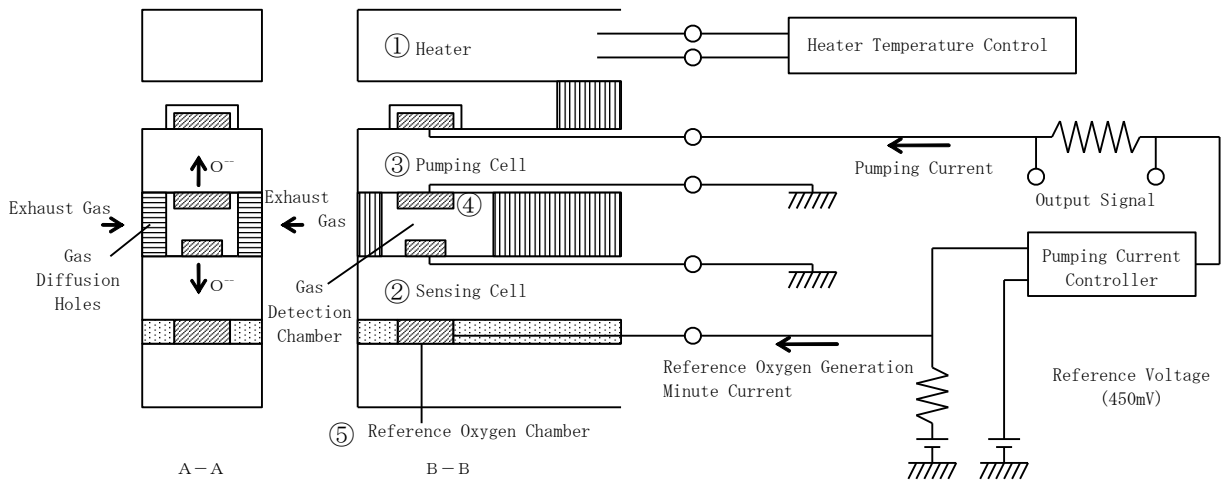 ① Heater
Heater Temperature Control
③ Pumping Cell
O⁻⁻
Pumping Current
Output Signal
Exhaust Gas
Exhaust
Gas
④
Gas
Diffusion
Holes
O⁻⁻
Gas
Detection
Chamber
② Sensing Cell
Pumping Current
Controller
Reference Oxygen Generation
Minute Current
Reference Voltage
(450mV)
⑤ Reference Oxygen Chamber
A－A
B－B